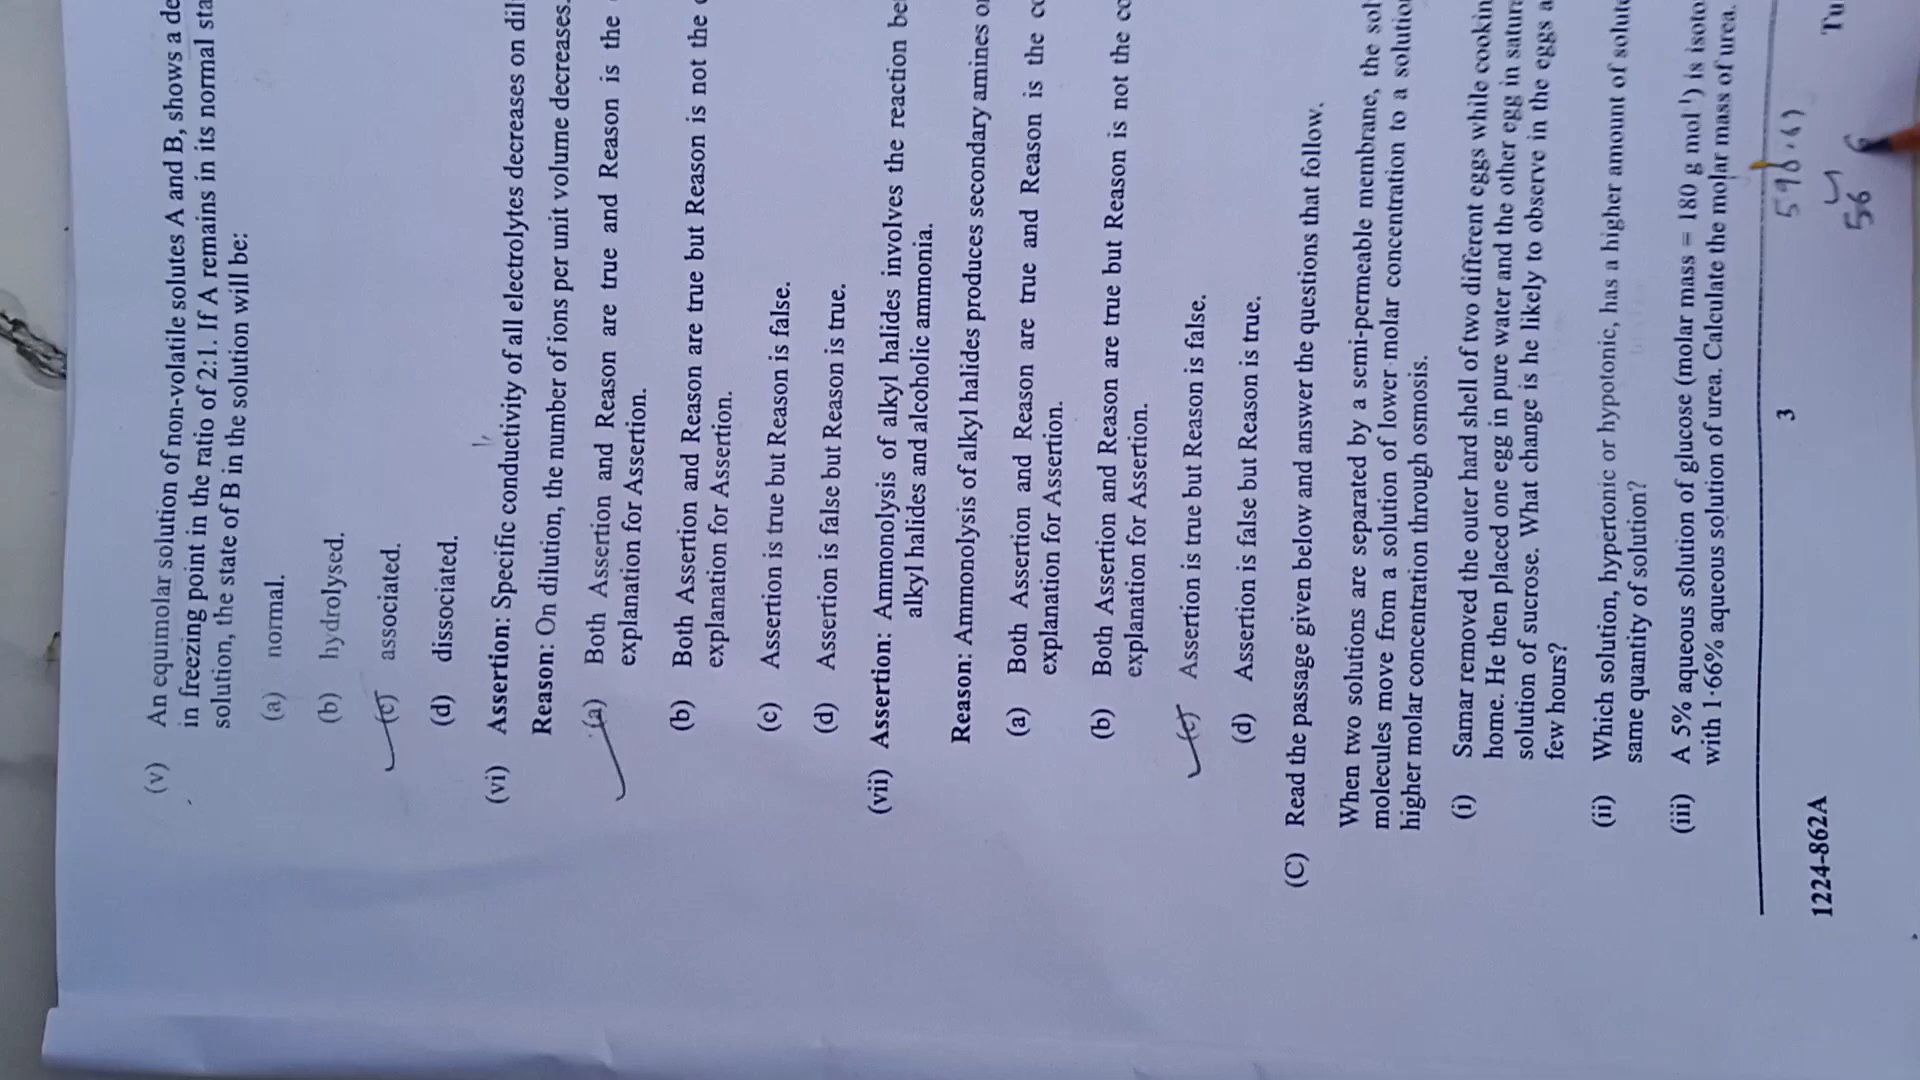 (v) An equimolar solution of non-volatile solutes A and B, shows a de
in freezing point in the ratio of 2:1. If A remains in its normal sta
solution, the state of B in the solution will be:
(a) normal.
(b) hydrolysed.
(c) associated.
(d) dissociated.
(vi) Assertion: Specific conductivity of all electrolytes decreases on dil
Reason: On dilution, the number of ions per unit volume decreases.
(a) Both Assertion and Reason are true and Reason is the
explanation for Assertion.
(b) Both Assertion and Reason are true but Reason is not the
explanation for Assertion.
(c) Assertion is true but Reason is false.
(d) Assertion is false but Reason is true.
(vii) Assertion: Ammonolysis of alkyl halides involves the reaction be
alkyl halides and alcoholic ammonia.
Reason: Ammonolysis of alkyl halides produces secondary amines
(a) Both Assertion and Reason are true and Reason is the co
explanation for Assertion.
(b) Both Assertion and Reason are true but Reason is not the co
explanation for Assertion.
(c) Assertion is true but Reason is false.
(d) Assertion is false but Reason is true.
(C) Read the passage given below and answer the questions that follow.
When two solutions are separated by a semi-permeable membrane, the sol
molecules move from a solution of lower molar concentration to a solution
higher molar concentration through osmosis.
(i) Samar removed the outer hard shell of two different eggs while cookin
home. He then placed one egg in pure water and the other egg in satura
solution of sucrose. What change is he likely to observe in the eggs a
few hours?
(ii) Which solution, hypertonic or hypotonic, has a higher amount of solute
same quantity of solution?
(iii) A 5% aqueous solution of glucose (molar mass = 180 g mol⁻¹) is isoto
with 1·66% aqueous solution of urea. Calculate the molar mass of urea.
3
1224-862A
Tu
56